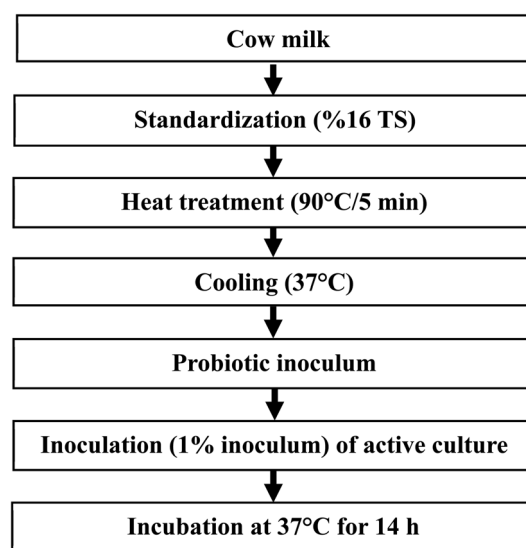 Cow milk
Standardization (%16 TS)
Heat treatment (90°C/5 min)
Cooling (37°C)
Probiotic inoculum
Inoculation (1% inoculum) of active culture
Incubation at 37°C for 14 h